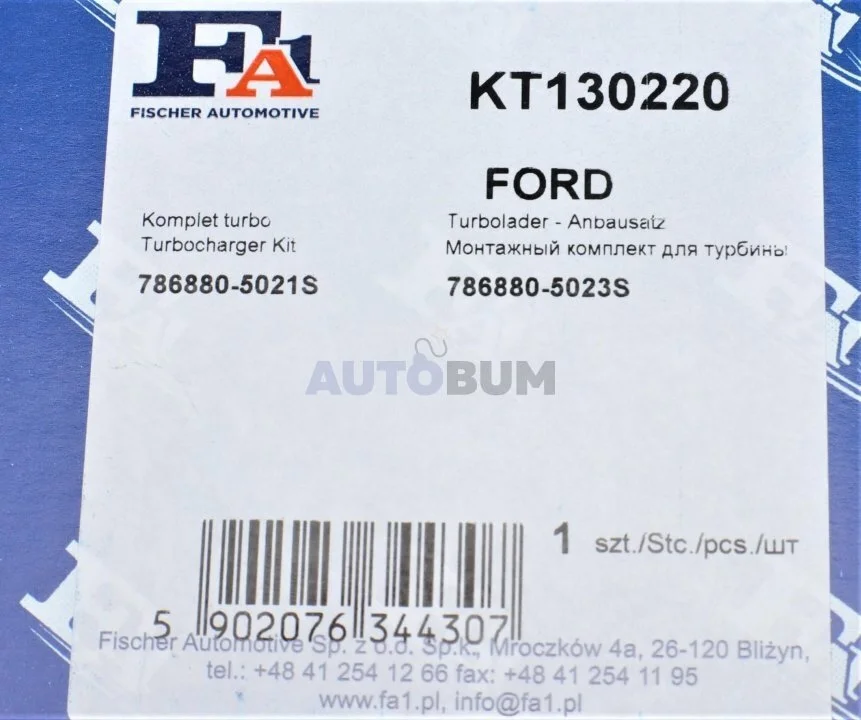 FA1
FISCHER AUTOMOTIVE
KT130220
FORD
Komplet turbo
Turbocharger Kit
786880-5021S
Turbolader - Anbausatz
Монтажный комплект для турбины
786880-5023S
AUTOBUM
1 szt./Stc./pcs./шт
5 902076 344307
Fischer Automotive Sp. z o.o. Sp.k., Mroczków 4a, 26-120 Bliżyn,
tel.: +48 41 254 12 66 fax: +48 41 254 11 95
www.fa1.pl, info@fa1.pl